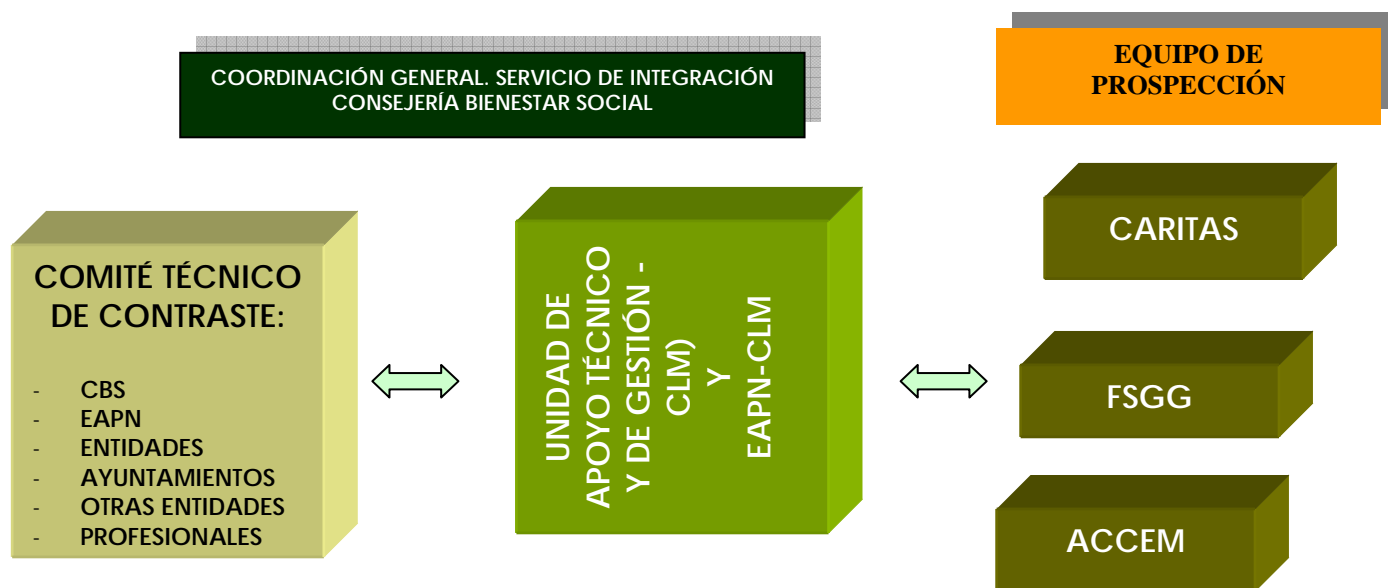 COORDINACIÓN GENERAL. SERVICIO DE INTEGRACIÓN
CONSEJERÍA BIENESTAR SOCIAL
EQUIPO DE
PROSPECCIÓN
COMITÉ TÉCNICO
DE CONTRASTE:
- CBS
- EAPN
- ENTIDADES
- AYUNTAMIENTOS
- OTRAS ENTIDADES
- PROFESIONALES
UNIDAD DE
APOYO TÉCNICO
Y DE GESTIÓN -
CLM)
Y
EAPN-CLM
CARITAS
FSGG
ACCEM